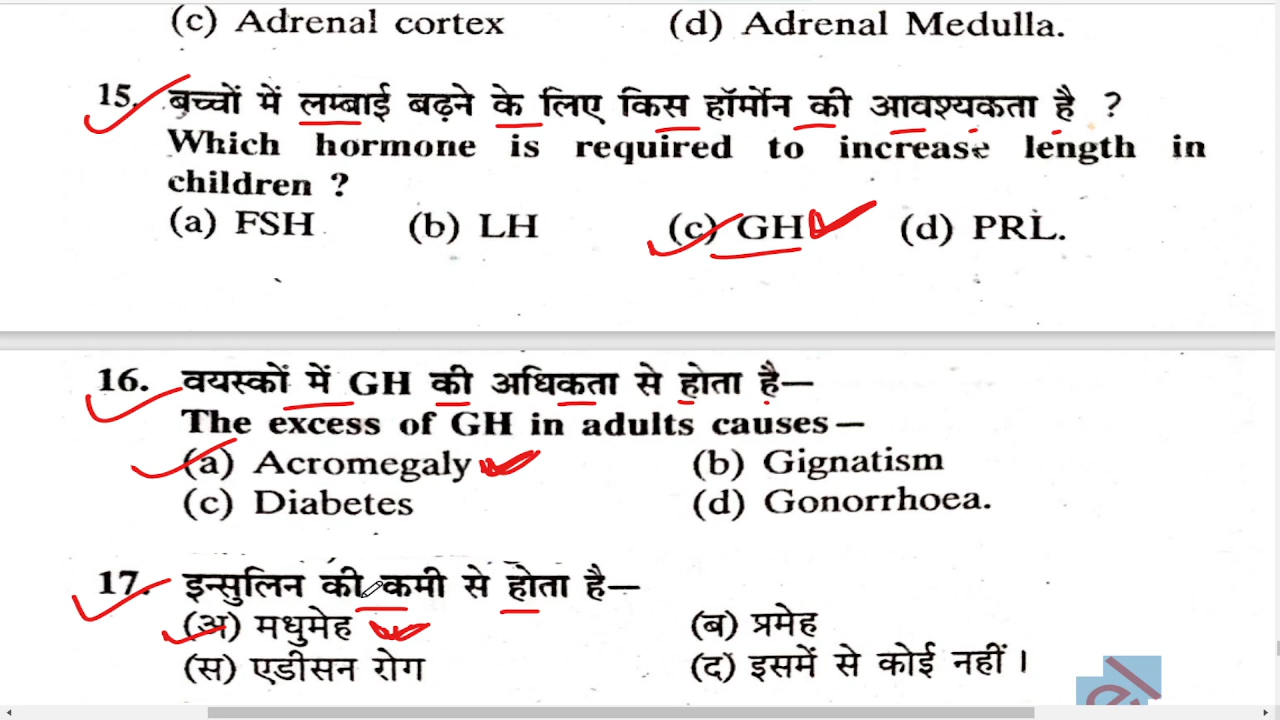 (c) Adrenal cortex (d) Adrenal Medulla.
15. बच्चों में लम्बाई बढ़ने के लिए किस हॉर्मोन की आवश्यकता है ?
Which hormone is required to increase length in
children ?
(a) FSH (b) LH (c) GH (d) PRL.
16. वयस्कों में GH की अधिकता से होता है—
The excess of GH in adults causes—
(a) Acromegaly (b) Gignatism
(c) Diabetes (d) Gonorrhoea.
17. इन्सुलिन की कमी से होता है—
(अ) मधुमेह (ब) प्रमेह
(स) एडीसन रोग (द) इसमें से कोई नहीं।